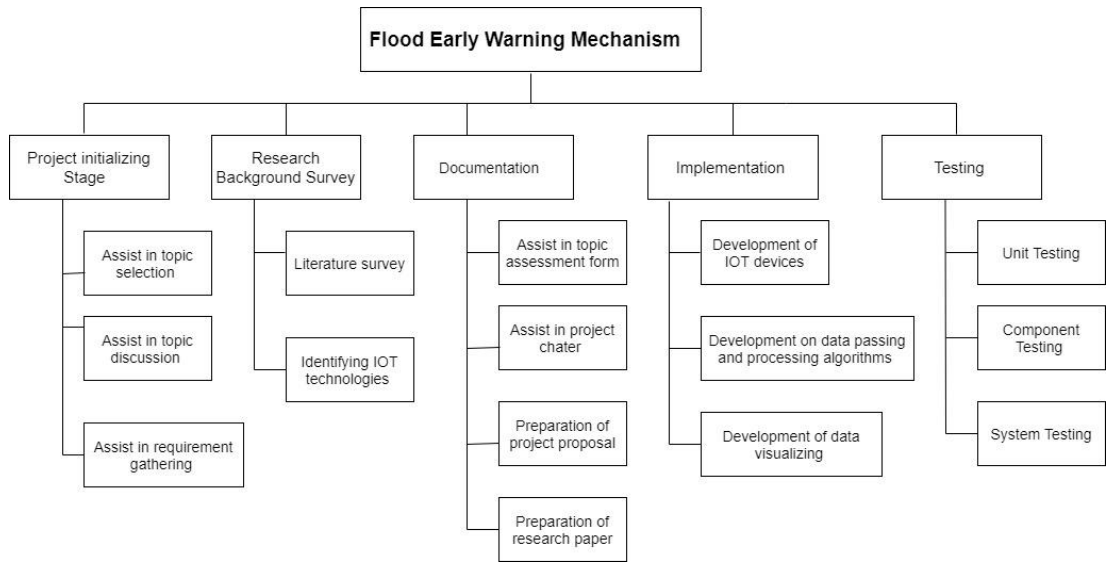 Flood Early Warning Mechanism
Project initializing
Stage
Research
Background Survey
Documentation
Implementation
Testing
Assist in topic
selection
Assist in topic
discussion
Assist in requirement
gathering
Literature survey
Identifying IOT
technologies
Assist in topic
assessment form
Assist in project
chater
Preparation of
project proposal
Preparation of
research paper
Development of
IOT devices
Development on data passing
and processing algorithms
Development of data
visualizing
Unit Testing
Component
Testing
System Testing